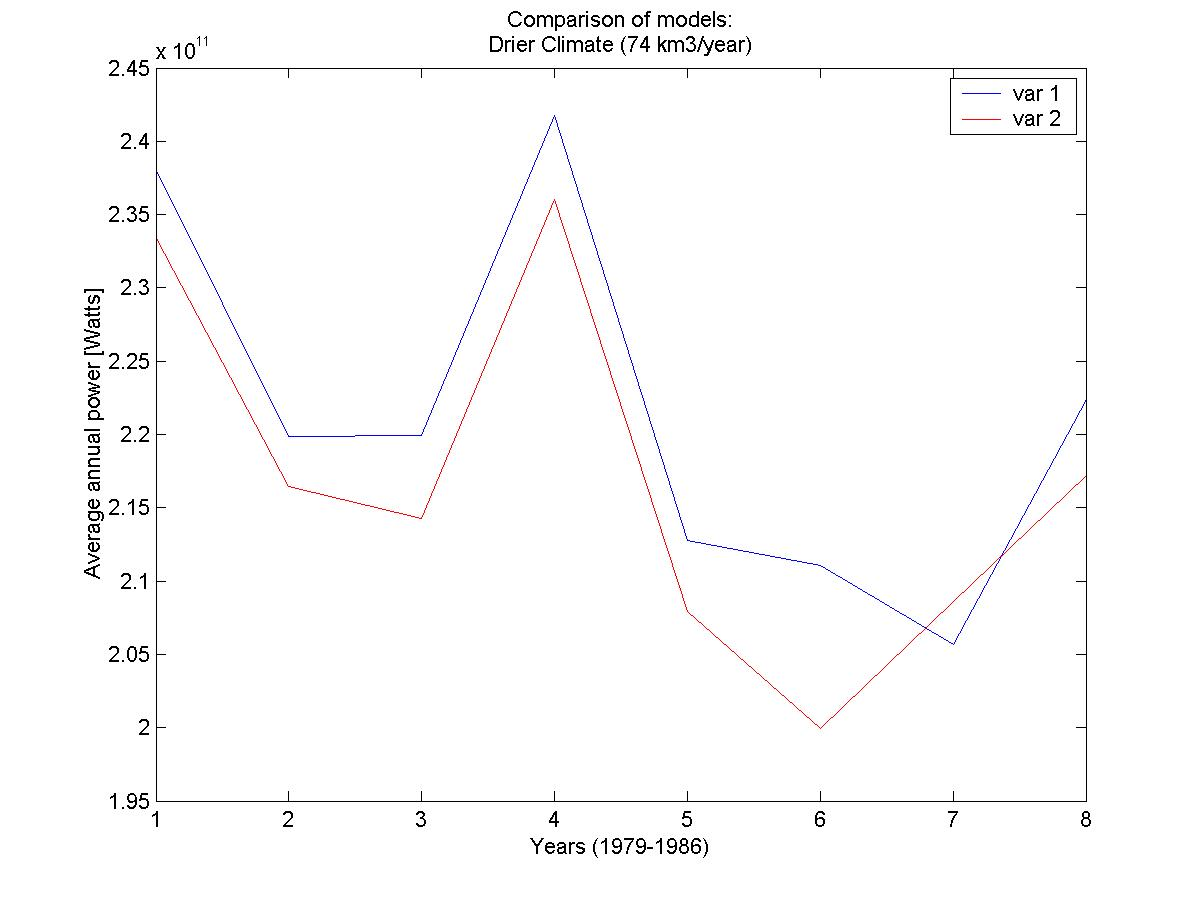 Comparison of models:
Drier Climate (74 km3/year)
x 10^11
var 1
var 2
2.45
2.4
2.35
2.3
2.25
2.2
2.15
2.1
2.05
2
1.95
Average annual power [Watts]
1 2 3 4 5 6 7 8
Years (1979-1986)